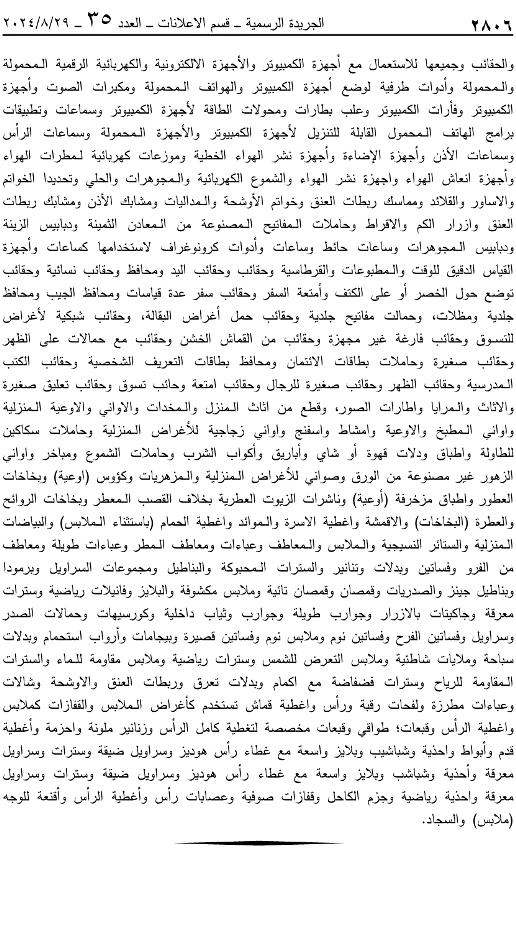 ٢٨٠٦ الجريدة الرسمية – قسم الاعلانات – العدد ٣٥ – ٢٠٢٤/٨/٢٩
والحقائب وجميعها للاستعمال مع أجهزة الكمبيوتر والأجهزة الالكترونية والكهربائية الرقمية المحمولة
والمحمولة وأدوات طرفية لوضع أجهزة الكمبيوتر والهواتف المحمولة ومكبرات الصوت وأجهزة
الكمبيوتر وفأرات الكمبيوتر وعلب بطارات ومحولات الطاقة لأجهزة الكمبيوتر وسماعات وتطبيقات
برامج الهاتف المحمول القابلة للتنزيل لأجهزة الكمبيوتر والأجهزة المحمولة وسماعات الرأس
وسماعات الأذن وأجهزة الإضاءة وأجهزة نشر الهواء الخطية وموزعات كهربائية لمطرات الهواء
وأجهزة انعاش الهواء واجهزة نشر الهواء والشموع الكهربائية والمجوهرات والحلي وتحديدا الخواتم
والاساور والقلائد ومماسك ربطات العنق وخواتم الأوشحة والمداليات ومشابك الأذن ومشابك ربطات
العنق وازرار الكم والاقراط وحاملات المفاتيح المصنوعة من المعادن الثمينة ودبابيس الزينة
ودبابيس المجوهرات وساعات حائط وساعات وأدوات كرونوغراف لاستخدامها كساعات وأجهزة
القياس الدقيق للوقت والمطبوعات والقرطاسية وحقائب وحقائب اليد ومحافظ وحقائب نسائية وحقائب
توضع حول الخصر أو على الكتف وأمتعة السفر وحقائب سفر عدة قياسات ومحافظ الجيب ومحافظ
جلدية ومظلات، وحمالت مفاتيح جلدية وحقائب حمل أغراض البقالة، وحقائب شبكية لأغراض
للتسوق وحقائب فارغة غير مجهزة وحقائب من القماش الخشن وحقائب مع حمالات على الظهر
وحقائب صغيرة وحاملات بطاقات الائتمان ومحافظ بطاقات التعريف الشخصية وحقائب الكتب
المدرسية وحقائب الظهر وحقائب صغيرة للرجال وحقائب امتعة وحائب تسوق وحقائب تعليق صغيرة
والاثاث والمرايا واطارات الصور، وقطع من اثاث المنزل والمخدات والاواني والاوعية المنزلية
واواني المطبخ والاوعية وامشاط واسفنج واواني زجاجية للأغراض المنزلية وحاملات سكاكين
للطاولة واطباق ودلات قهوة أو شاي وأباريق وأكواب الشرب وحاملات الشموع ومباخر واواني
الزهور غير مصنوعة من الورق وصواني للأغراض المنزلية والمزهريات وكؤوس (اوعية) وبخاخات
العطور واطباق مزخرفة (أوعية) وناشرات الزيوت العطرية بخلاف القصب المعطر وبخاخات الروائح
والعطرة (البخاخات) والاقمشة واغطية الاسرة والموائد واغطية الحمام (باستثناء الملابس) والبياضات
المنزلية والستائر النسيجية والملابس والمعاطف وعباءات ومعاطف المطر وعباءات طويلة ومعاطف
من الفرو وفساتين وبدلات وتنانير والسترات المحبوكة والبناطيل ومجموعات السراويل وبرمودا
وبناطيل جينز والصدريات وقمصان وقمصان تائية وملابس مكشوفة والبلايز وفانيلات رياضية وسترات
معرقة وجاكيتات بالازرار وجوارب طويلة وجوارب وثياب داخلية وكورسيهات وحمالات الصدر
وسراويل وفساتين الفرح وفساتين نوم وملابس نوم وفساتين قصيرة وبيجامات وأرواب استحمام وبدلات
سباحة وملايات شاطئية وملابس التعرض للشمس وسترات رياضية وملابس مقاومة للماء والسترات
المقاومة للرياح وسترات فضفاضة مع اكمام وبدلات تعرق وربطات العنق والاوشحة وشالات
وعباءات مطرزة ولفحات رقبة ورأس واغطية قماش تستخدم كأغراض الملابس والقفازات كملابس
واغطية الرأس وقبعات؛ طواقي وقبعات مخصصة لتغطية كامل الرأس وزنانير ملونة واحزمة وأغطية
قدم وأبواط واحذية وشباشيب وبلايز واسعة مع غطاء رأس هوديز وسراويل ضيقة وسترات وسراويل
معرقة وأحذية وشباشب وبلايز واسعة مع غطاء رأس هوديز وسراويل ضيقة وسترات وسراويل
معرقة واحذية رياضية وجزم الكاحل وقفازات صوفية وعصابات رأس وأغطية الرأس وأقنعة للوجه
(ملابس) والسجاد.